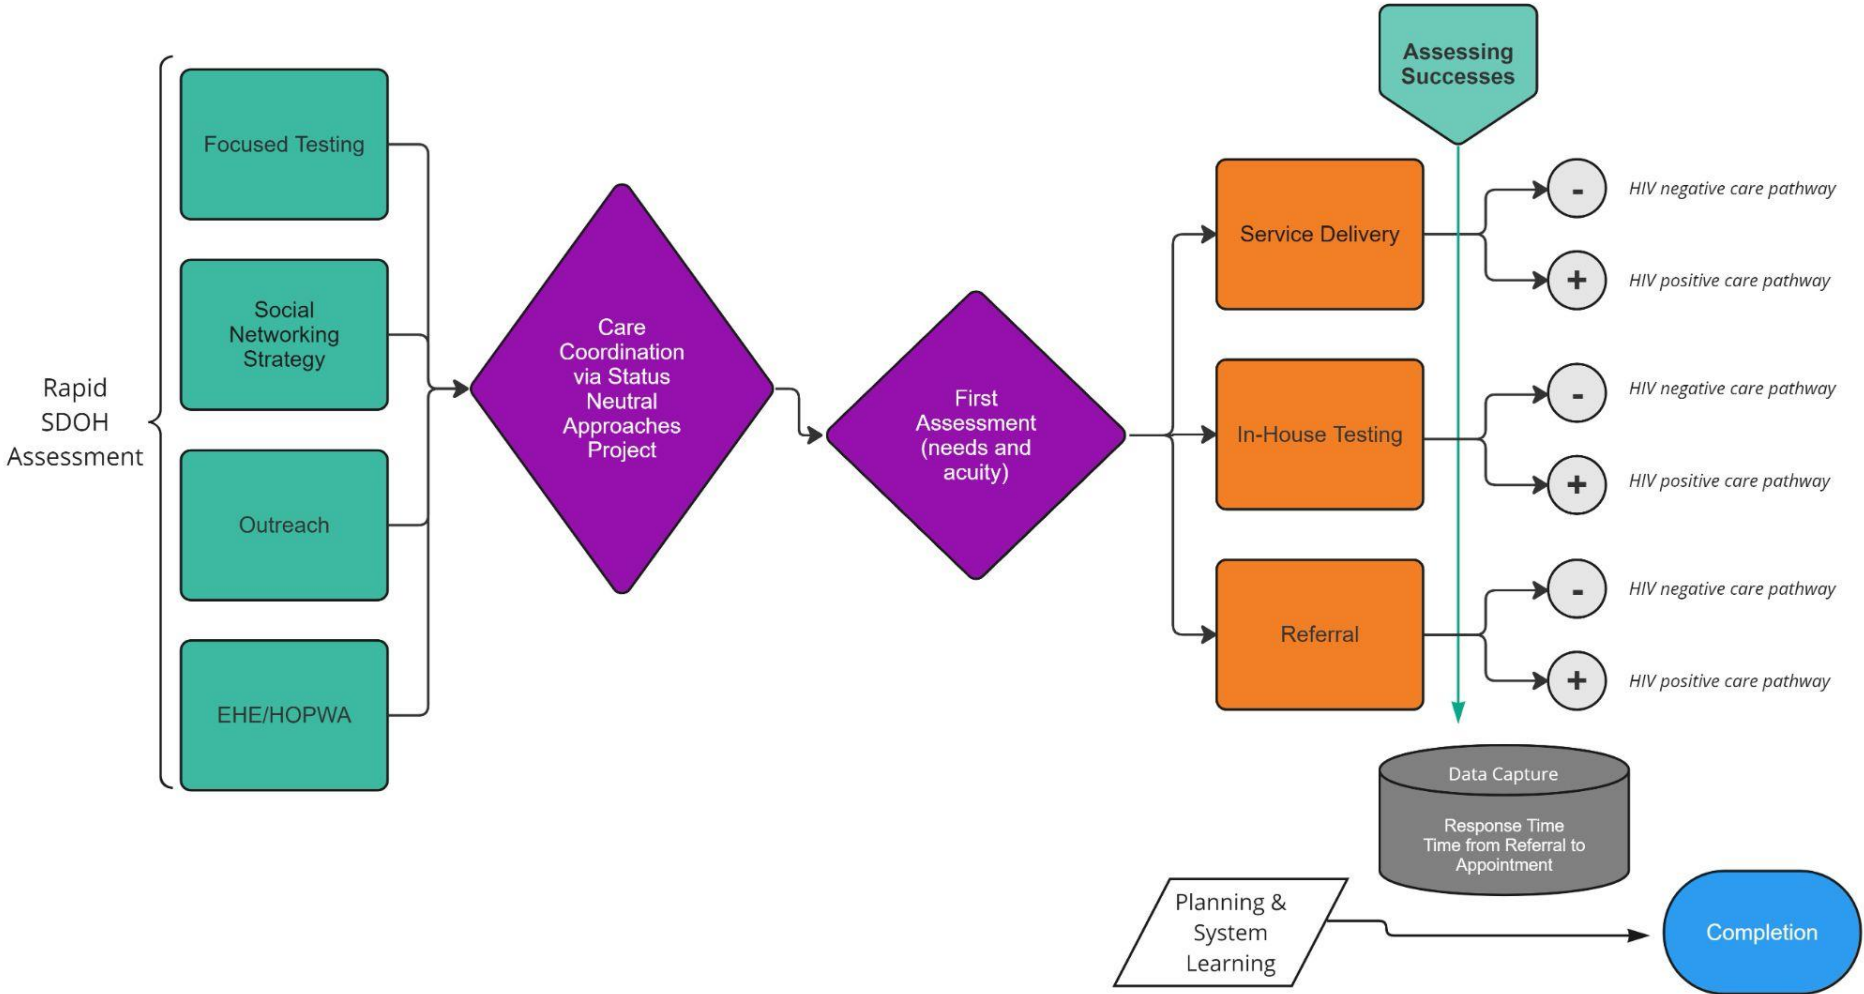 Rapid
SDOH
Assessment
Focused Testing
Social
Networking
Strategy
Outreach
EHE/HOPWA
Care
Coordination
via Status
Neutral
Approaches
Project
First
Assessment
(needs and
acuity)
Assessing
Successes
Service Delivery
-
HIV negative care pathway
+
HIV positive care pathway
In-House Testing
-
HIV negative care pathway
+
HIV positive care pathway
Referral
-
HIV negative care pathway
+
HIV positive care pathway
Data Capture
Response Time
Time from Referral to
Appointment
Planning &
System
Learning
Completion